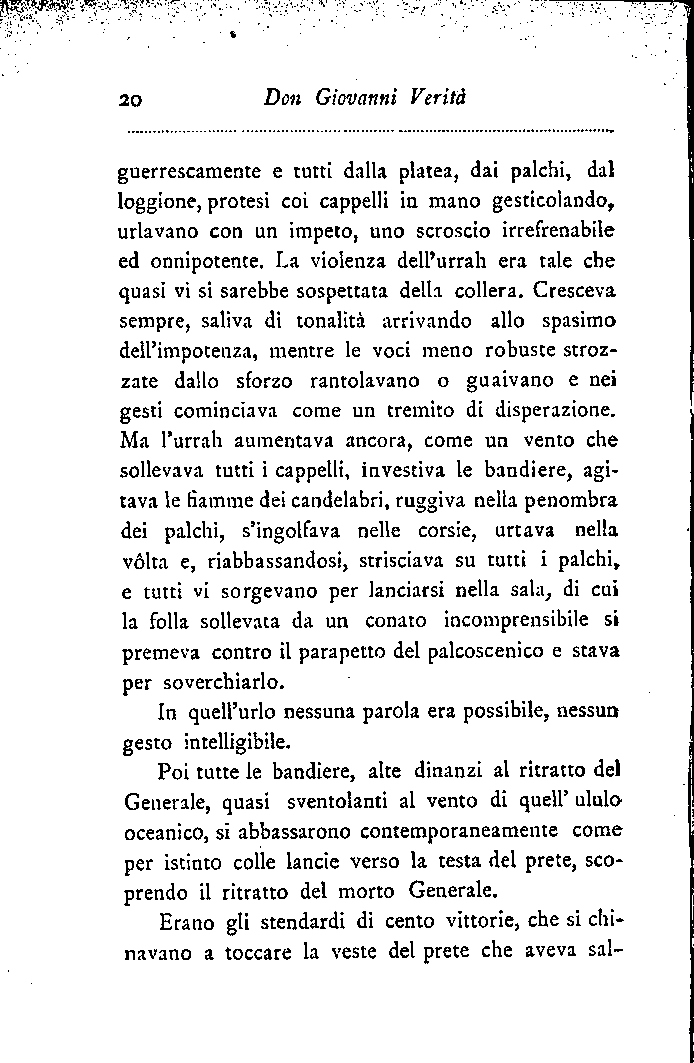 20 Don Giovanni Verità
guerrescamente e tutti dalla platea, dai palchi, dal
loggione, protesi coi cappelli in mano gesticolando,
urlavano con un impeto, uno scroscio irrefrenabile
ed onnipotente. La violenza dell'urrah era tale che
quasi vi si sarebbe sospettata della collera. Cresceva
sempre, saliva di tonalità arrivando allo spasimo
dell'impotenza, mentre le voci meno robuste stroz-
zate dallo sforzo rantolavano o guaivano e nei
gesti cominciava come un tremito di disperazione.
Ma l'urrah aumentava ancora, come un vento che
sollevava tutti i cappelli, investiva le bandiere, agi-
tava le fiamme dei candelabri, ruggiva nella penombra
dei palchi, s'ingolfava nelle corsie, urtava nella
vôlta e, riabbassandosi, strisciava su tutti i palchi,
e tutti vi sorgevano per lanciarsi nella sala, di cui
la folla sollevata da un conato incomprensibile si
premeva contro il parapetto del palcoscenico e stava
per soverchiarlo.
In quell'urlo nessuna parola era possibile, nessun
gesto intelligibile.
Poi tutte le bandiere, alte dinanzi al ritratto del
Generale, quasi sventolanti al vento di quell' ululo
oceanico, si abbassarono contemporaneamente come
per istinto colle lancie verso la testa del prete, sco-
prendo il ritratto del morto Generale.
Erano gli stendardi di cento vittorie, che si chi-
navano a toccare la veste del prete che aveva sal-